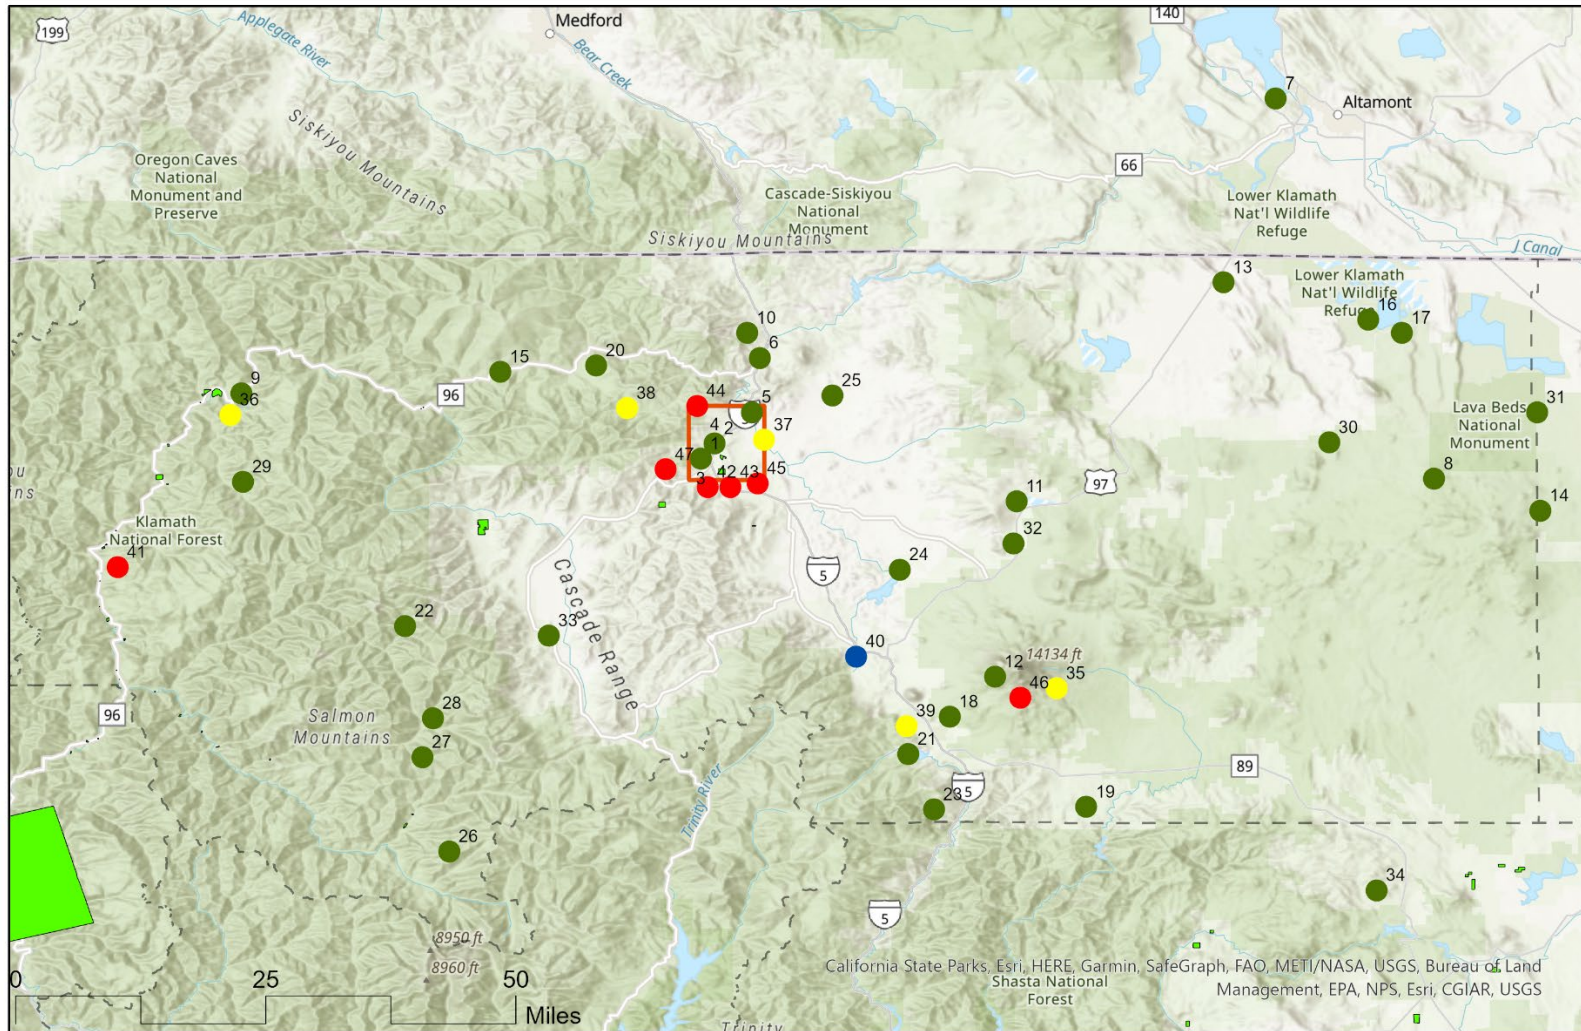 Medford
199
Applegate River
Bear Creek
140
7
Altamont
Siskiyou Mountains
Oregon Caves
National
Monument and
Preserve
66
Cascade-Siskiyou
National
Monument
Lower Klamath
Nat'l Wildlife
Refuge
Siskiyou Mountains
J Canal
13
Lower Klamath
Nat'l Wildlife
Refuge
16
17
10
6
15
20
9
36
96
38
44
5
25
37
4
2
1
47
3
42
43
45
31
Lava Beds
National
Monument
30
8
14
97
11
32
29
Klamath
National Forest
41
24
5
Cascade Range
22
33
40
14134 ft
12
46
35
18
39
21
28
27
Salmon
Mountains
96
Trinity River
89
23
5
19
26
34
5
8950 ft
8960 ft
0
25
50
Miles
California State Parks, Esri, HERE, Garmin, SafeGraph, FAO, METI/NASA, USGS, Bureau of Land
Management, EPA, NPS, Esri, CGIAR, USGS
Shasta National
Forest
Trinity